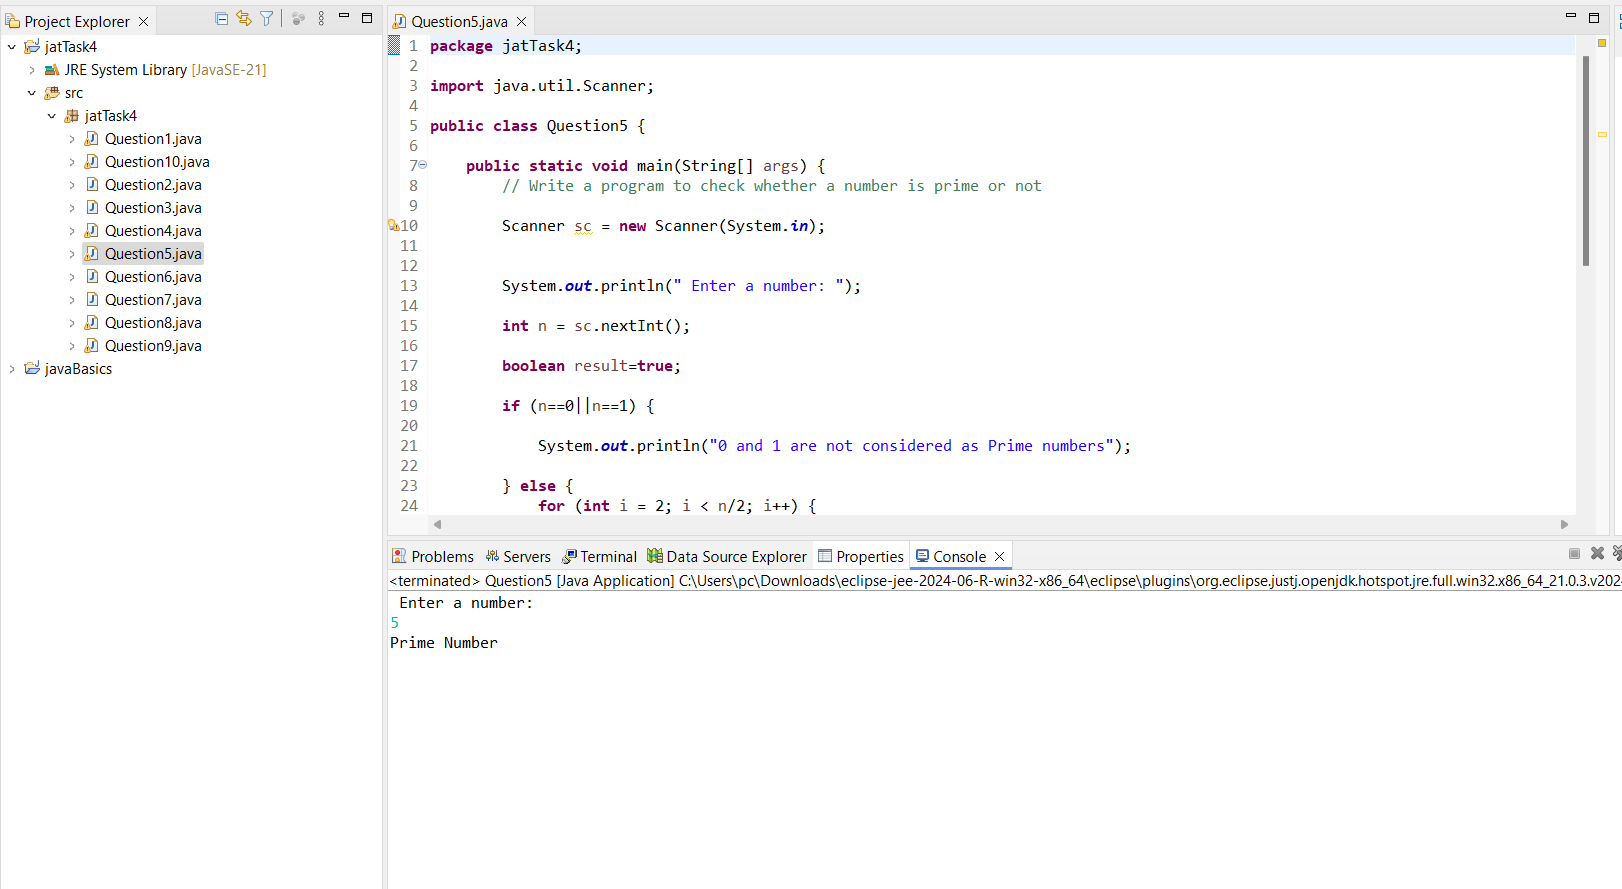 Project Explorer
jatTask4
JRE System Library [JavaSE-21]
src
jatTask4
Question1.java
Question10.java
Question2.java
Question3.java
Question4.java
Question5.java
Question6.java
Question7.java
Question8.java
Question9.java
javaBasics
Question5.java
1 package jatTask4;
2
3 import java.util.Scanner;
4
5 public class Question5 {
6
7 public static void main(String[] args) {
8 // Write a program to check whether a number is prime or not
9
10 Scanner sc = new Scanner(System.in);
11
12
13 System.out.println(" Enter a number: ");
14
15 int n = sc.nextInt();
16
17 boolean result=true;
18
19 if (n==0||n==1) {
20
21 System.out.println("0 and 1 are not considered as Prime numbers");
22
23 } else {
24 for (int i = 2; i < n/2; i++) {
Problems Servers Terminal Data Source Explorer Properties Console
<terminated> Question5 [Java Application] C:\Users\pc\Downloads\eclipse-jee-2024-06-R-win32-x86_64\eclipse\plugins\org.eclipse.justj.openjdk.hotspot.jre.full.win32.x86_64_21.0.3.v2024
Enter a number:
5
Prime Number